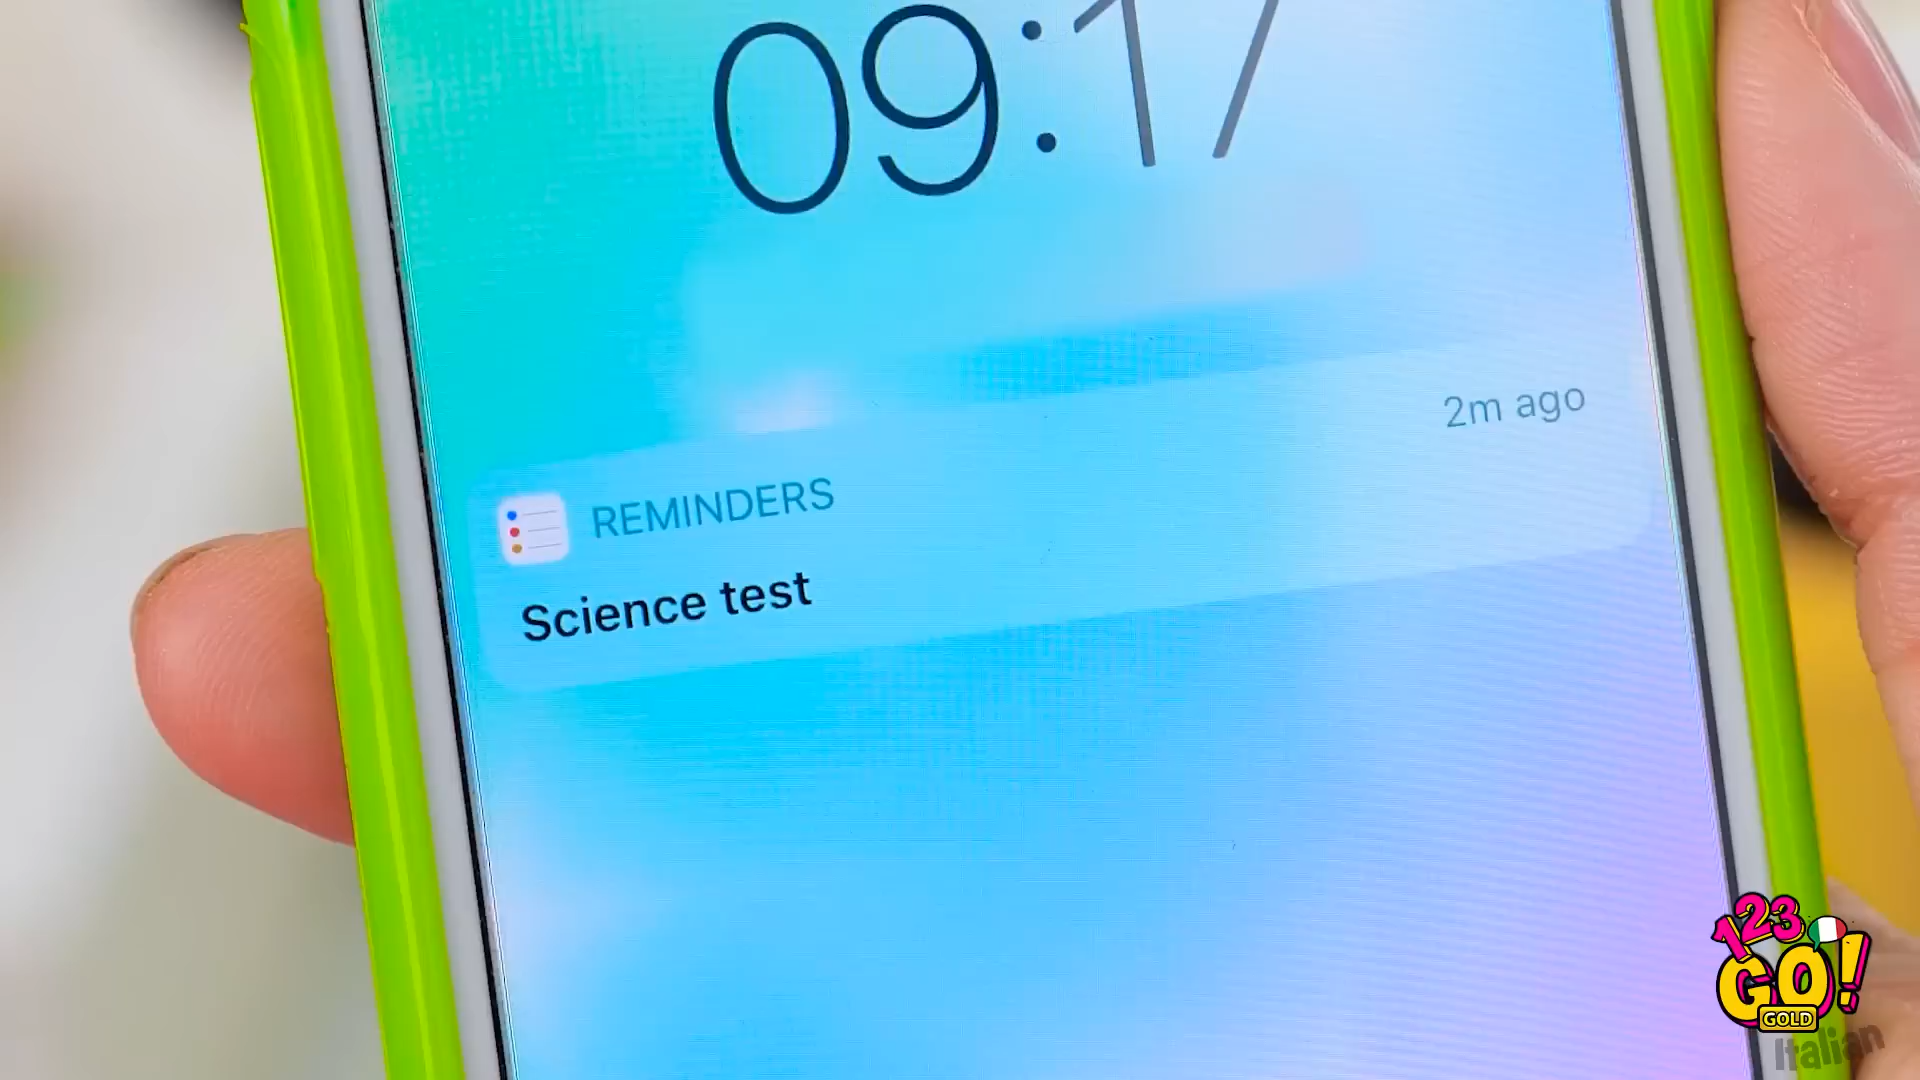 09:17
2m ago
REMINDERS
Science test
123
GO!
GOLD
Italian